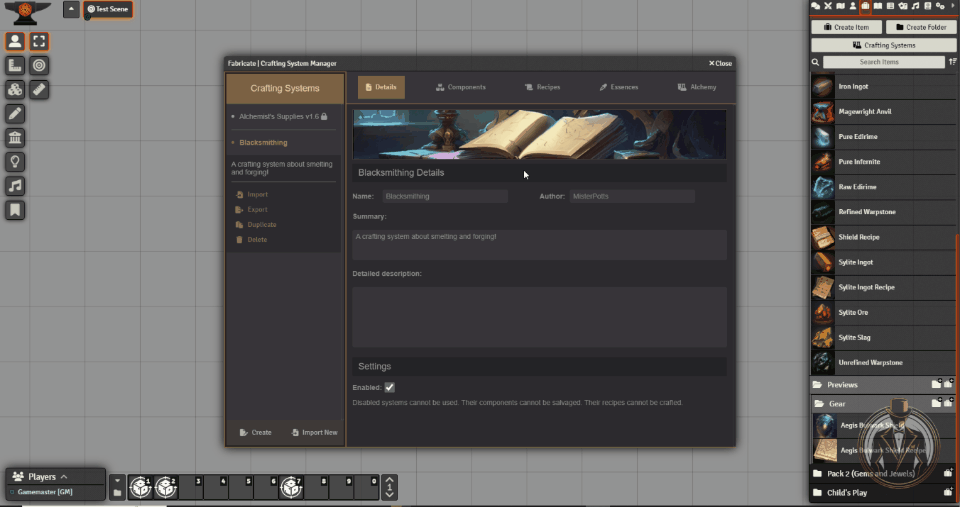 Test Scene
Fabricate | Crafting System Manager
Close
Crafting Systems
Alchemist's Supplies v1.6
Blacksmithing
A crafting system about smelting
and forging!
Import
Export
Duplicate
Delete
Create
Import New
Details
Components
Recipes
Essences
Alchemy
Blacksmithing Details
Name:
Blacksmithing
Author:
MisterPotts
Summary:
A crafting system about smelting and forging!
Detailed description:
Settings
Enabled:
Disabled systems cannot be used. Their components cannot be salvaged. Their recipes cannot be crafted.
Create Item
Create Folder
Crafting Systems
Search Items
Iron Ingot
Magewright Anvil
Pure Edirime
Pure Infernite
Raw Edirime
Refined Warpstone
Shield Recipe
Sylite Ingot
Sylite Ingot Recipe
Sylite Ore
Sylite Slag
Unrefined Warpstone
Previews
Gear
Aegis Bulwark Shield
Aegis Bulwark Shield Recipe
Pack 2 (Gems and Jewels)
Child's Play
Players
Gamemaster [GM]
1 2 3 4 5 6 7 8 9 0
1